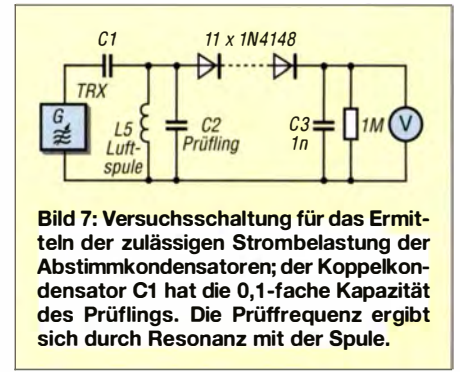 C1
11 x 1N4148
TRX
G
L5
Luft-
spule
C2
Prüfling
C3
1n
1M
V
Bild 7: Versuchsschaltung für das Ermit-
teln der zulässigen Strombelastung der
Abstimmkondensatoren; der Koppelkon-
densator C1 hat die 0,1-fache Kapazität
des Prüflings. Die Prüffrequenz ergibt
sich durch Resonanz mit der Spule.